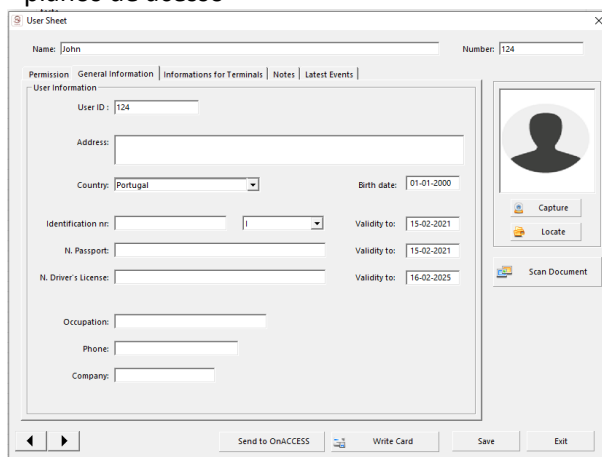 planos de acesso
User Sheet
Name: John
Number: 124
Permission General Information Informations for Terminals Notes Latest Events
User Information
User ID : 124
Address:
Country: Portugal
Birth date: 01-01-2000
Identification nr: I
Validity to: 15-02-2021
N. Passport:
Validity to: 15-02-2021
N. Driver's License:
Validity to: 16-02-2025
Occupation:
Phone:
Company:
Capture
Locate
Scan Document
Send to OnACCESS Write Card Save Exit